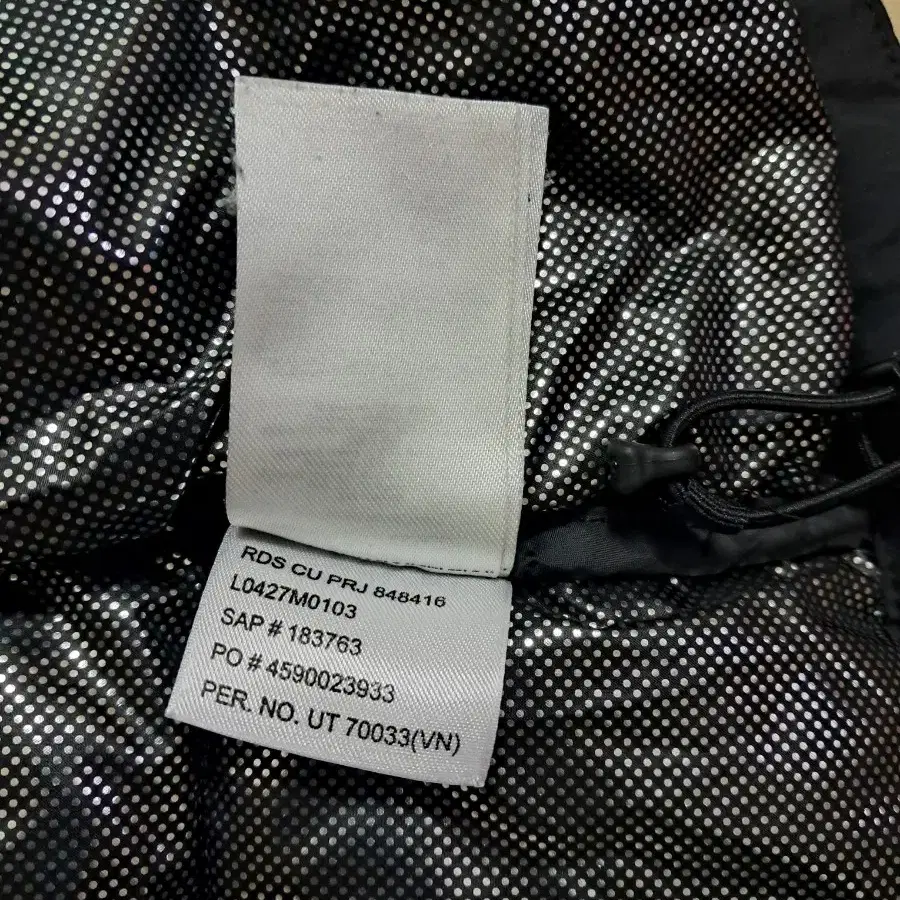 RDS CU PRJ 848416
L0427M0103
SAP # 183763
PO # 4590023933
PER. NO. UT 70033(VN)